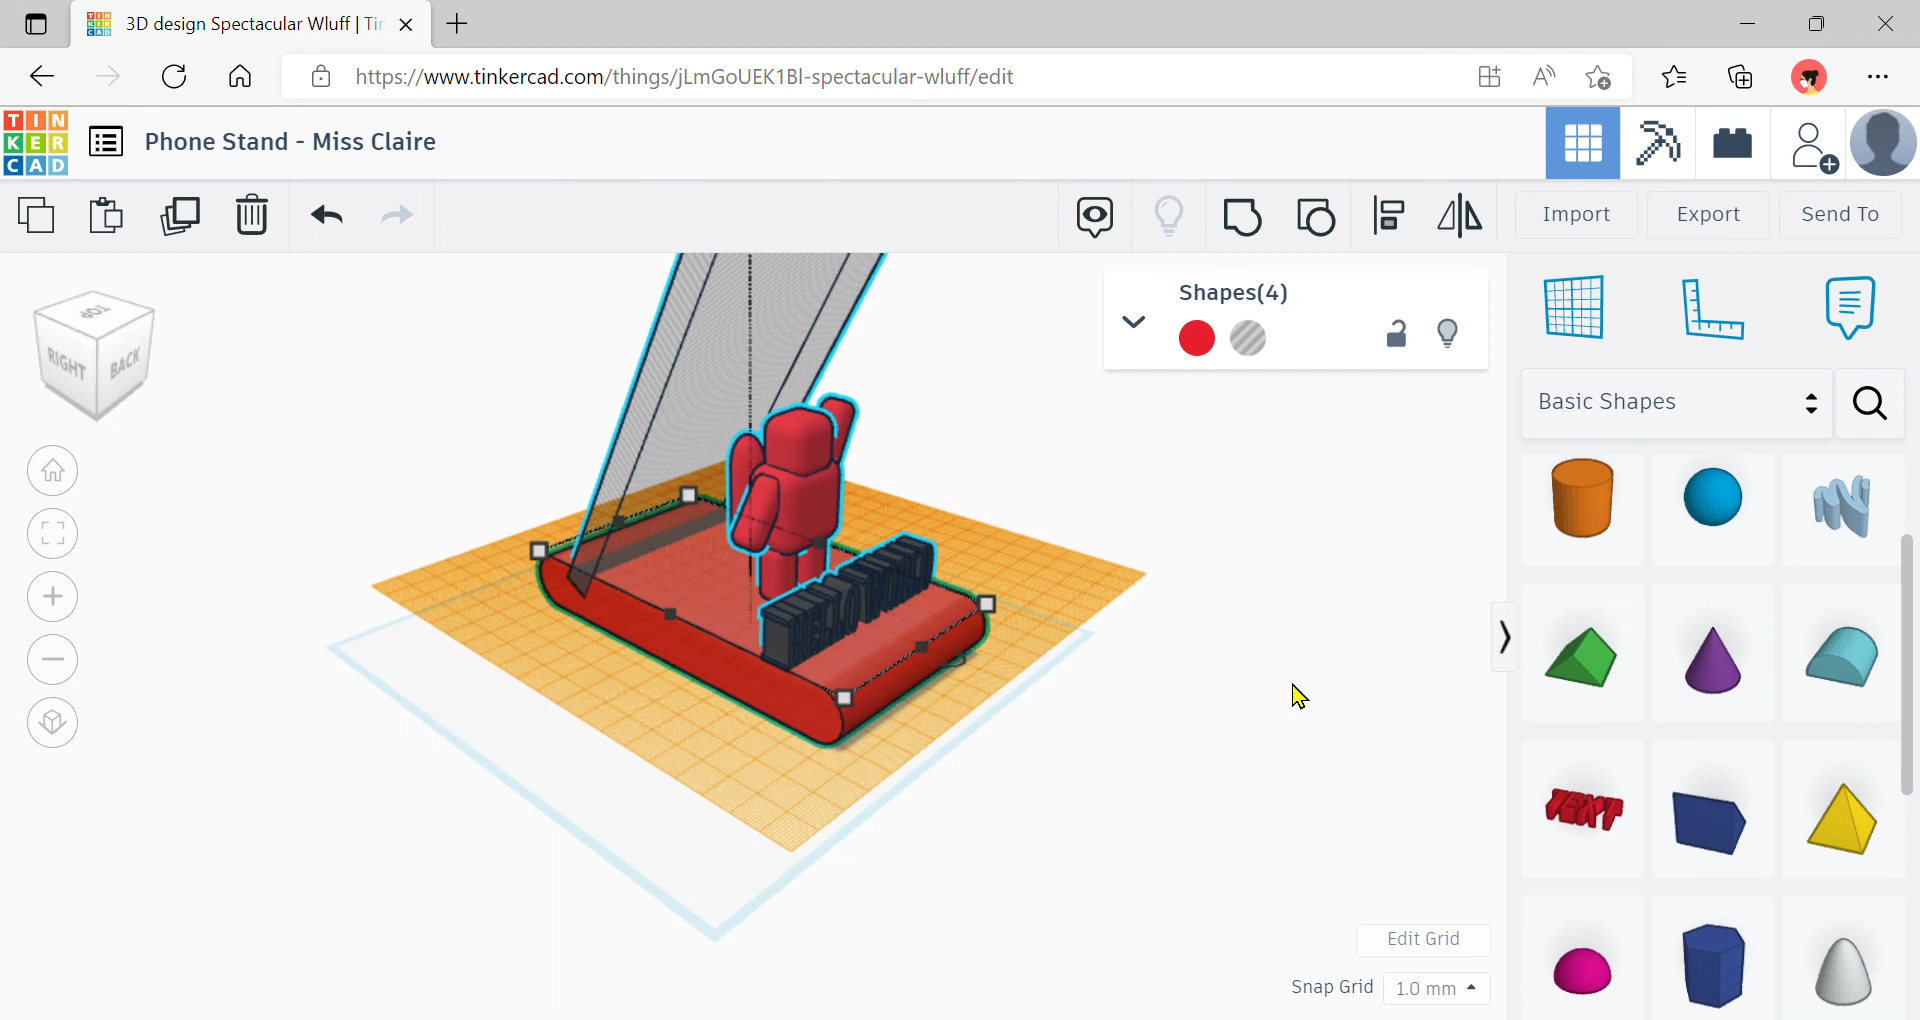 3D design Spectacular Wluff | Tin
https://www.tinkercad.com/things/jLmGoUEK1Bl-spectacular-wluff/edit
TIN
KER
CAD
Phone Stand - Miss Claire
Import
Export
Send To
TOP
RIGHT
BACK
Shapes(4)
Basic Shapes
TEXT
Edit Grid
Snap Grid
1.0 mm